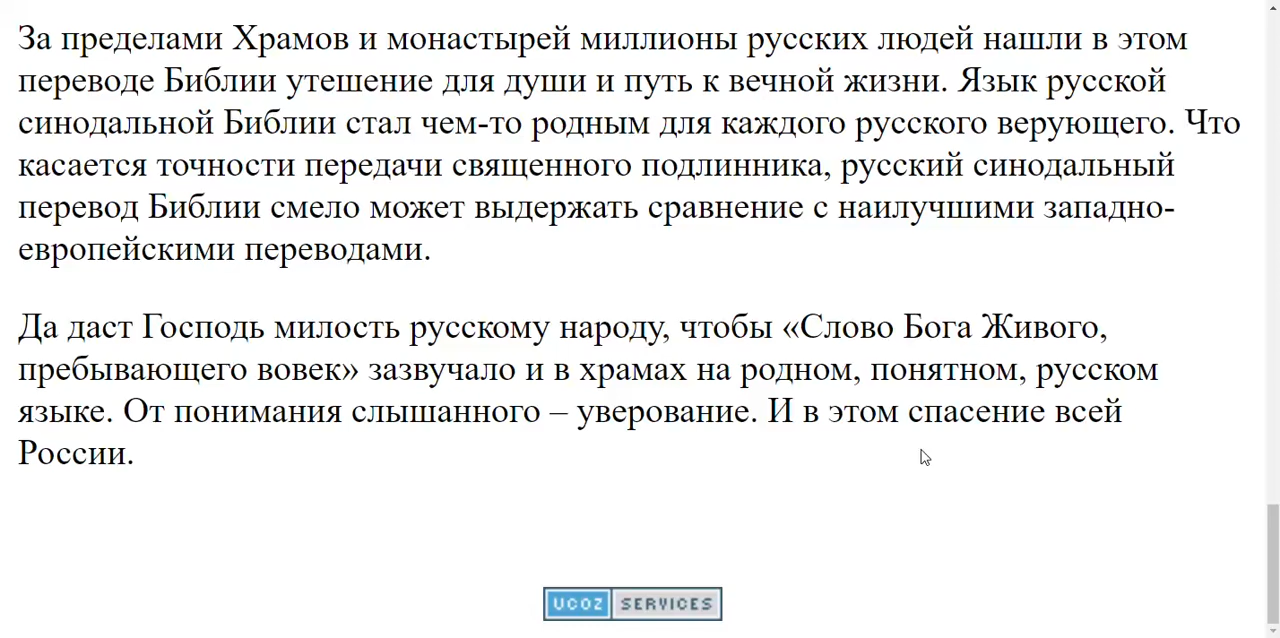 За пределами Храмов и монастырей миллионы русских людей нашли в этом
переводе Библии утешение для души и путь к вечной жизни. Язык русской
синодальной Библии стал чем-то родным для каждого русского верующего. Что
касается точности передачи священного подлинника, русский синодальный
перевод Библии смело может выдержать сравнение с наилучшими западно-
европейскими переводами.
Да даст Господь милость русскому народу, чтобы «Слово Бога Живого,
пребывающего вовек» зазвучало и в храмах на родном, понятном, русском
языке. От понимания слышанного – уверование. И в этом спасение всей
России.
UCOZ SERVICES